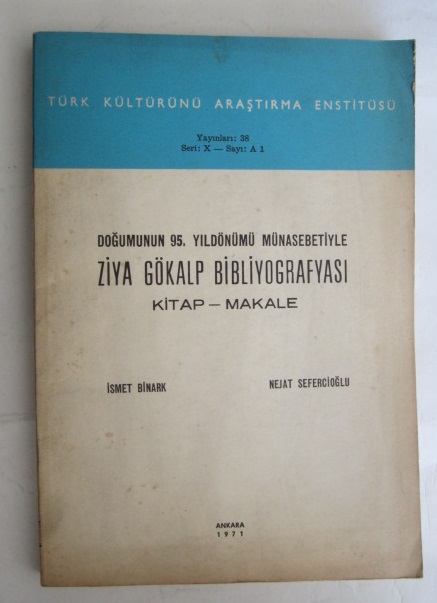 TÜRK KÜLTÜRÜNÜ ARAŞTIRMA ENSTİTÜSÜ
Yayınları: 38
Seri: X — Sayı: A 1
DOĞUMUNUN 95. YILDÖNÜMÜ MÜNASEBETİYLE
ZİYA GÖKALP BİBLİYOGRAFYASI
KİTAP — MAKALE
İSMET BİNARK NEJAT SEFERCİOĞLU
ANKARA
1971